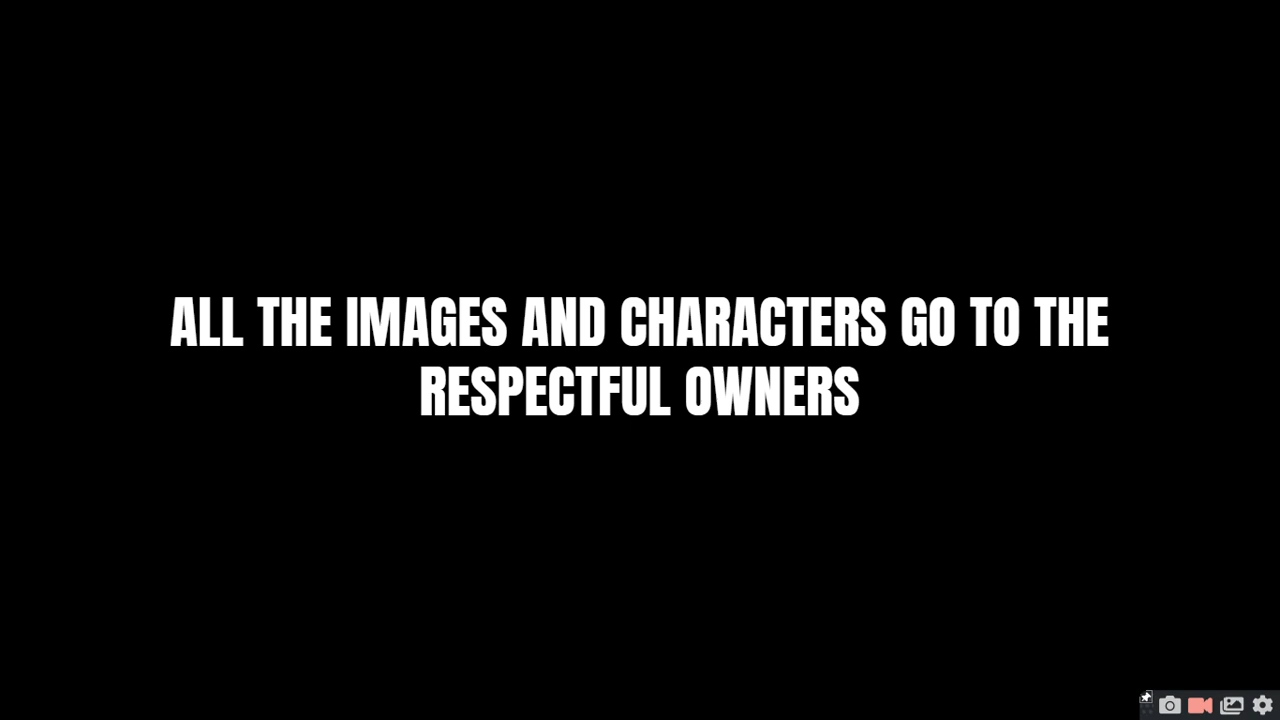 ALL THE IMAGES AND CHARACTERS GO TO THE
RESPECTFUL OWNERS